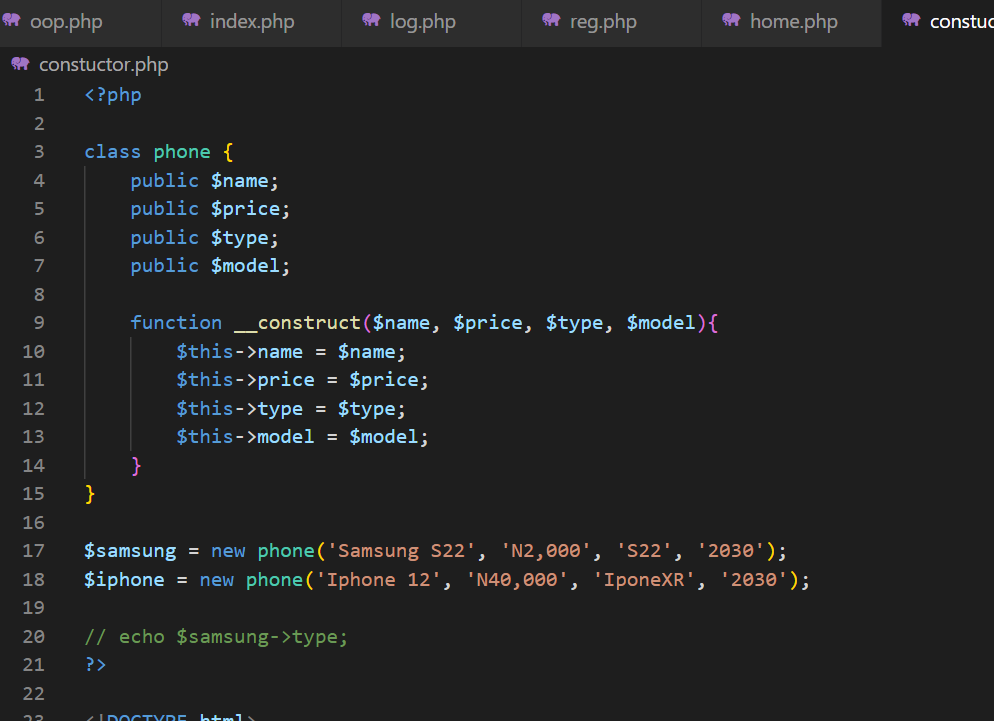 oop.php index.php log.php reg.php home.php constuc
constuctor.php
1 <?php
2
3 class phone {
4 public $name;
5 public $price;
6 public $type;
7 public $model;
8
9 function __construct($name, $price, $type, $model){
10 $this->name = $name;
11 $this->price = $price;
12 $this->type = $type;
13 $this->model = $model;
14 }
15 }
16
17 $samsung = new phone('Samsung S22', 'N2,000', 'S22', '2030');
18 $iphone = new phone('Iphone 12', 'N40,000', 'IponeXR', '2030');
19
20 // echo $samsung->type;
21 ?>
22
23 <!DOCTYPE html>